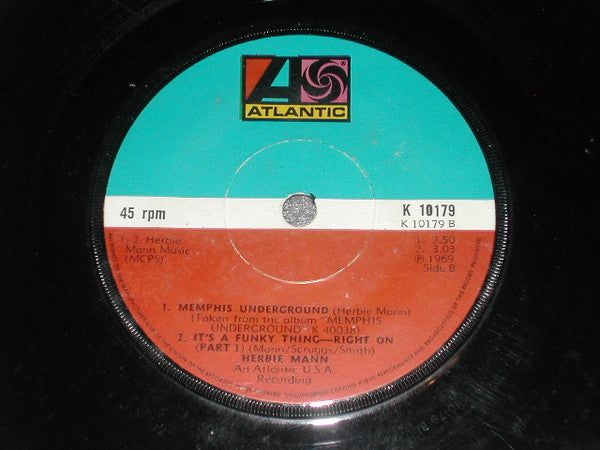 ATLANTIC
45 rpm
K 10179
K 10179 B
1. 2. Herbie
Mann Music
(MCPS)
1. 2.50
2. 3.03
℗ 1969
Side B
1. MEMPHIS UNDERGROUND (Herbie Mann)
(Taken from the album "MEMPHIS
UNDERGROUND" K 40038)
2. IT'S A FUNKY THING—RIGHT ON
(PART 1) (Mann/Scruggs/Smith)
HERBIE MANN
An Atlantic U.S.A.
Recording